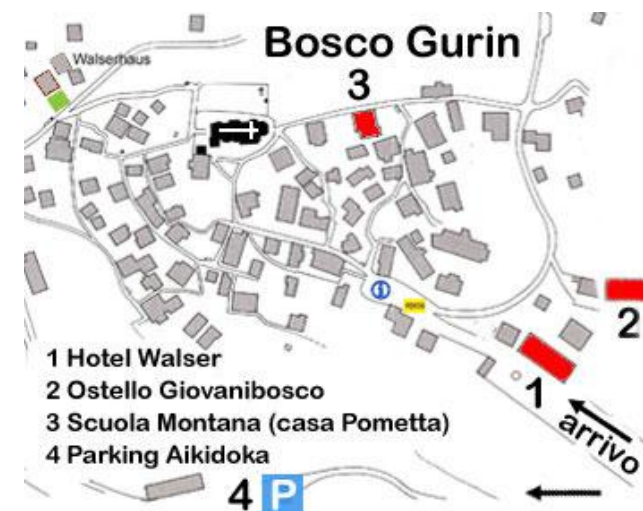 Bosco Gurin
Walserhaus
3
2
1 Hotel Walser
2 Ostello Giovanibosco
3 Scuola Montana (casa Pometta)
4 Parking Aikidoka
1
arrivo
4 P